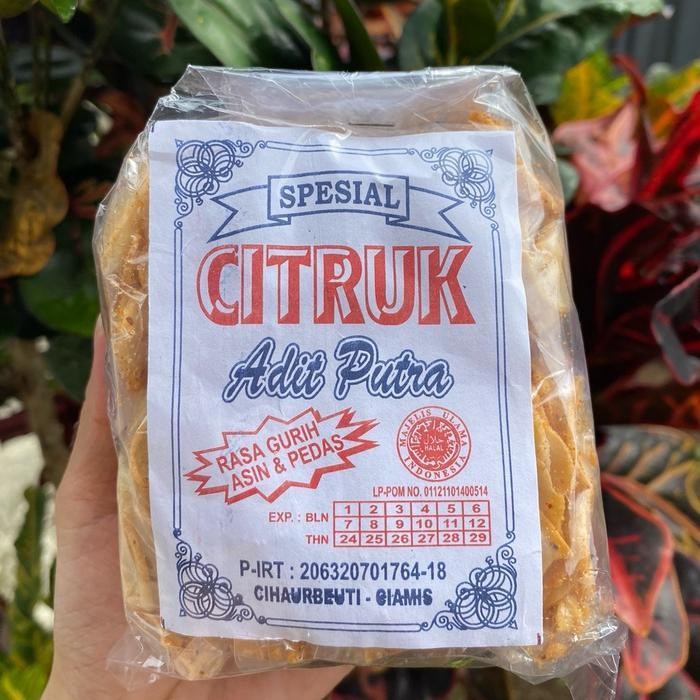 SPESIAL
CITRUK
Adit Putra
RASA GURIH
ASIN & PEDAS
MAJELIS ULAMA
حلال
HALAL
INDONESIA
LP-POM NO. 01121101400514
EXP. : BLN 1 2 3 4 5 6
7 8 9 10 11 12
THN 24 25 26 27 28 29
P-IRT : 206320701764-18
CIHAURBEUTI - CIAMIS